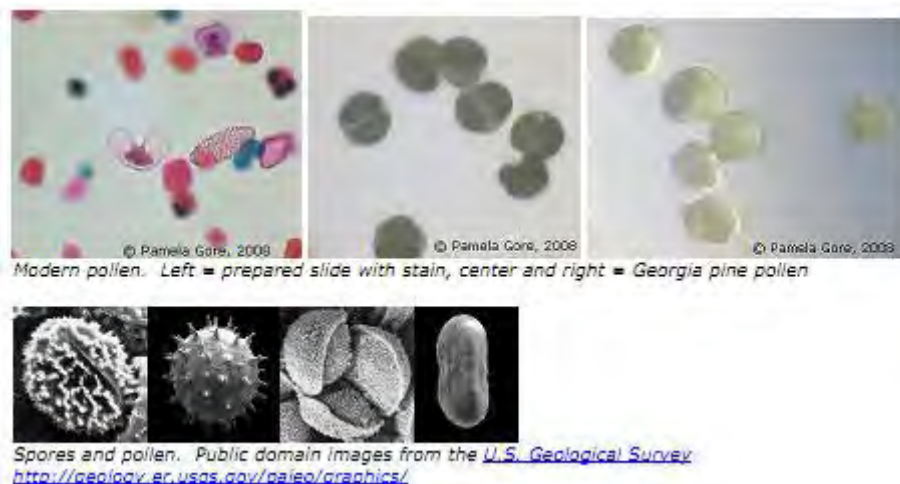 © Pamela Gore, 2008
© Pamela Gore, 2008
© Pamela Gore, 2008
Modern pollen. Left = prepared slide with stain, center and right = Georgia pine pollen
Spores and pollen. Public domain images from the U.S. Geological Survey
http://geology.er.usgs.gov/paleo/graphics/